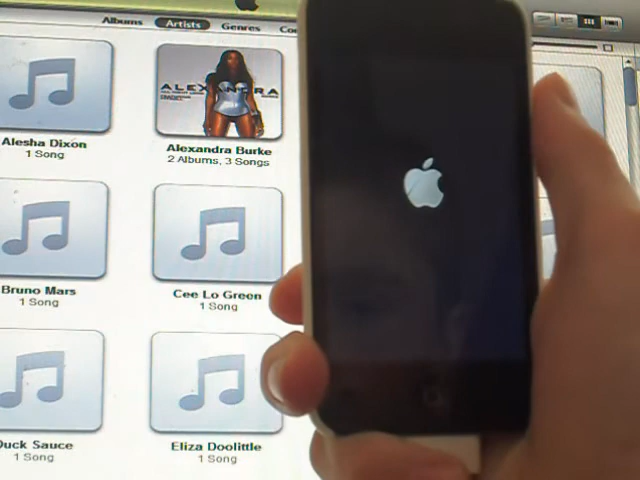 Albums Artists Genres
ALEXANDRA
Alesha Dixon
1 Song
Alexandra Burke
2 Albums, 3 Songs
Bruno Mars
1 Song
Cee Lo Green
1 Song
Duck Sauce
1 Song
Eliza Doolittle
1 Song